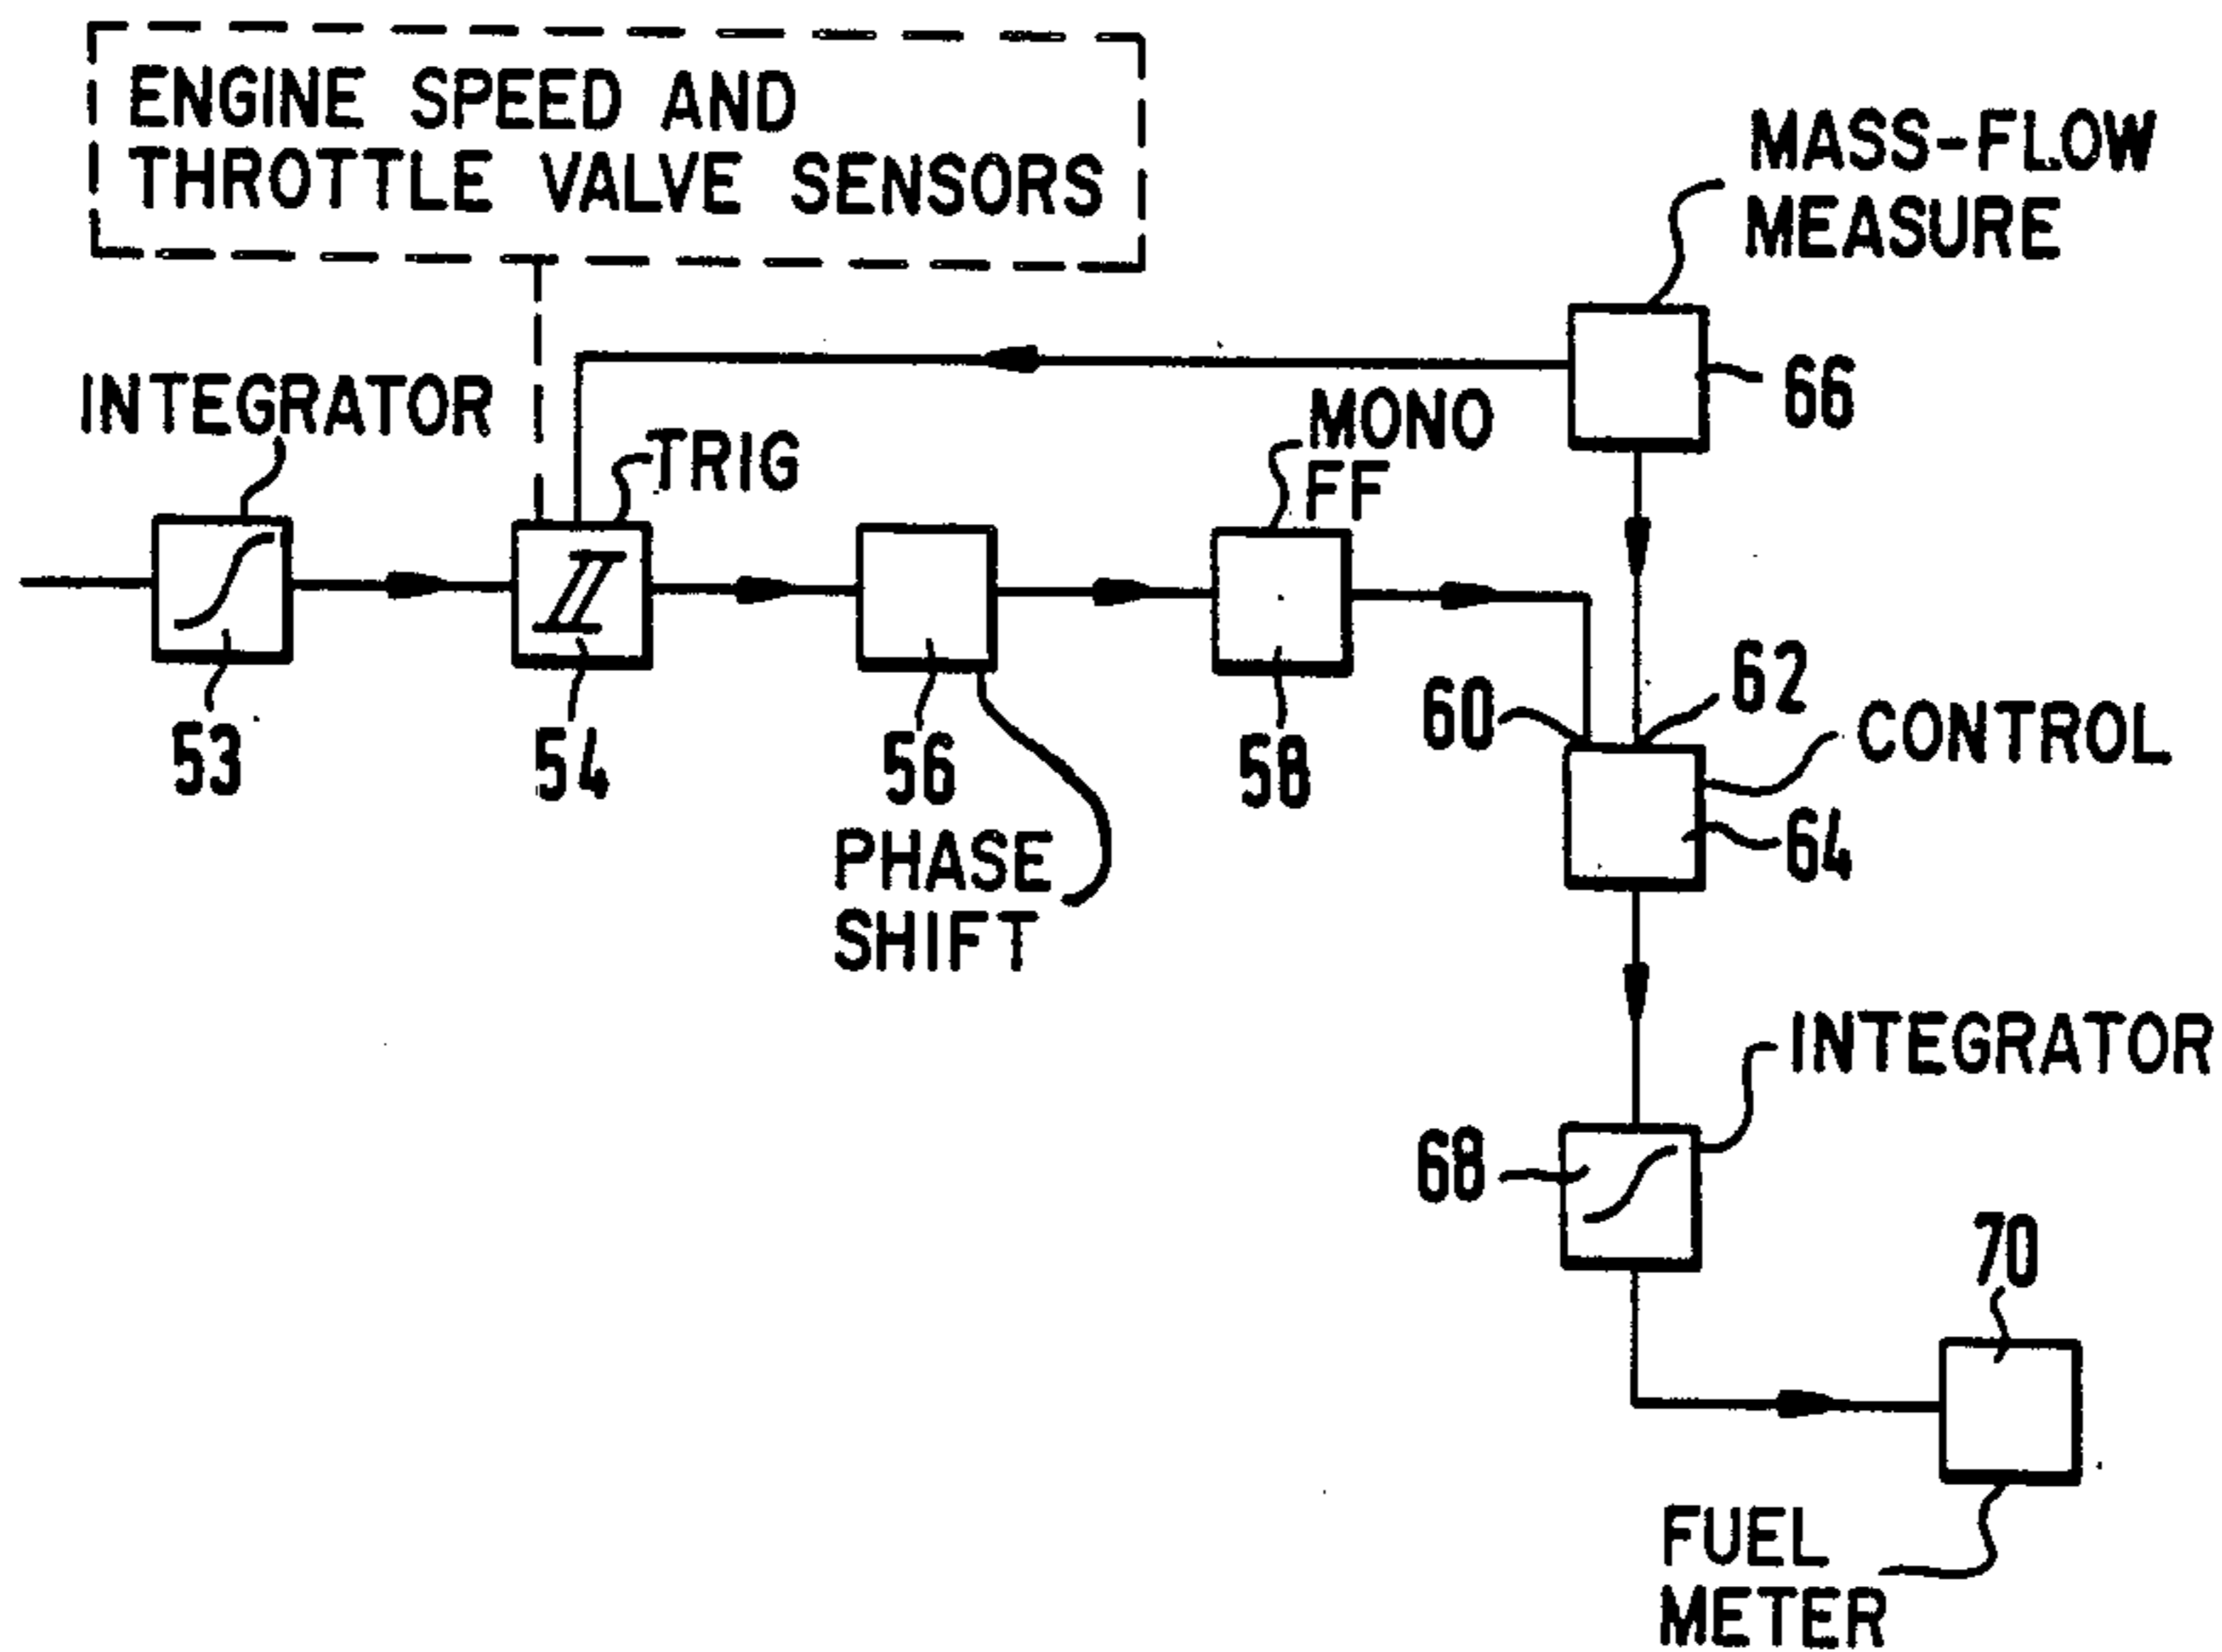 ENGINE SPEED AND
THROTTLE VALVE SENSORS
MASS-FLOW
MEASURE
66
INTEGRATOR
TRIG
MONO
FF
53
54
56
58
60
62
CONTROL
64
PHASE
SHIFT
INTEGRATOR
68
70
FUEL
METER